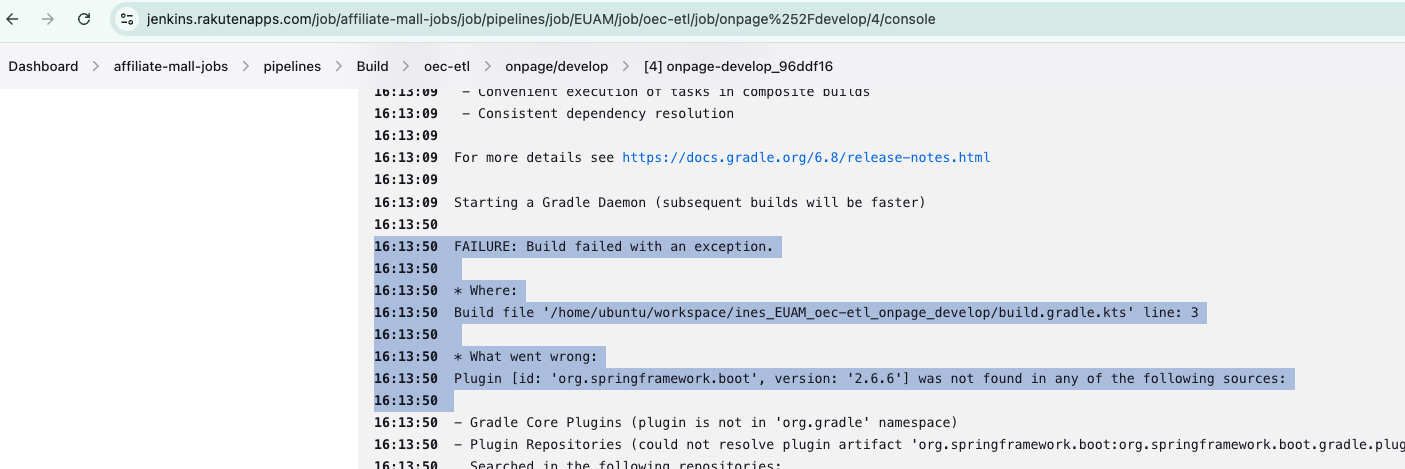 jenkins.rakutenapps.com/job/affiliate-mall-jobs/job/pipelines/job/EUAM/job/oec-etl/job/onpage%252Fdevelop/4/console
Dashboard > affiliate-mall-jobs > pipelines > Build > oec-etl > onpage/develop > [4] onpage-develop_96ddf16
16:13:09 – Convenient execution of tasks in composite builds
16:13:09 – Consistent dependency resolution
16:13:09
16:13:09 For more details see https://docs.gradle.org/6.8/release-notes.html
16:13:09
16:13:09 Starting a Gradle Daemon (subsequent builds will be faster)
16:13:50
16:13:50 FAILURE: Build failed with an exception.
16:13:50
16:13:50 * Where:
16:13:50 Build file '/home/ubuntu/workspace/ines_EUAM_oec-etl_onpage_develop/build.gradle.kts' line: 3
16:13:50
16:13:50 * What went wrong:
16:13:50 Plugin [id: 'org.springframework.boot', version: '2.6.6'] was not found in any of the following sources:
16:13:50
16:13:50 – Gradle Core Plugins (plugin is not in 'org.gradle' namespace)
16:13:50 – Plugin Repositories (could not resolve plugin artifact 'org.springframework.boot:org.springframework.boot.gradle.plug
16:13:50 Searched in the following repositories: